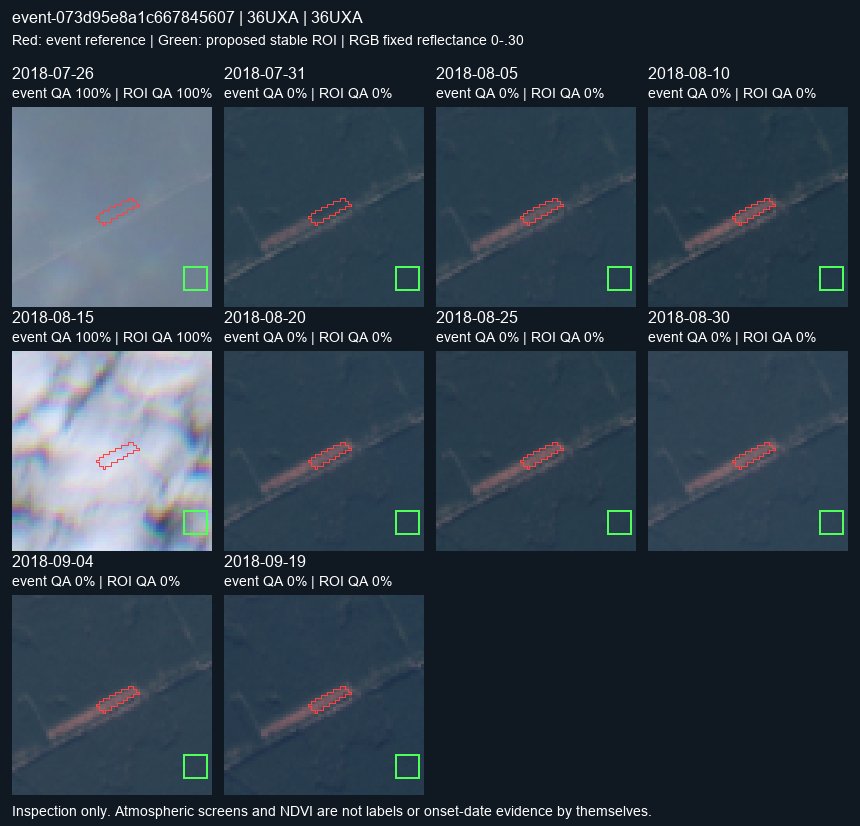 event-073d95e8a1c667845607 | 36UXA | 36UXA
Red: event reference | Green: proposed stable ROI | RGB fixed reflectance 0-.30
2018-07-26
event QA 100% | ROI QA 100%
2018-07-31
event QA 0% | ROI QA 0%
2018-08-05
event QA 0% | ROI QA 0%
2018-08-10
event QA 0% | ROI QA 0%
2018-08-15
event QA 100% | ROI QA 100%
2018-08-20
event QA 0% | ROI QA 0%
2018-08-25
event QA 0% | ROI QA 0%
2018-08-30
event QA 0% | ROI QA 0%
2018-09-04
event QA 0% | ROI QA 0%
2018-09-19
event QA 0% | ROI QA 0%
Inspection only. Atmospheric screens and NDVI are not labels or onset-date evidence by themselves.